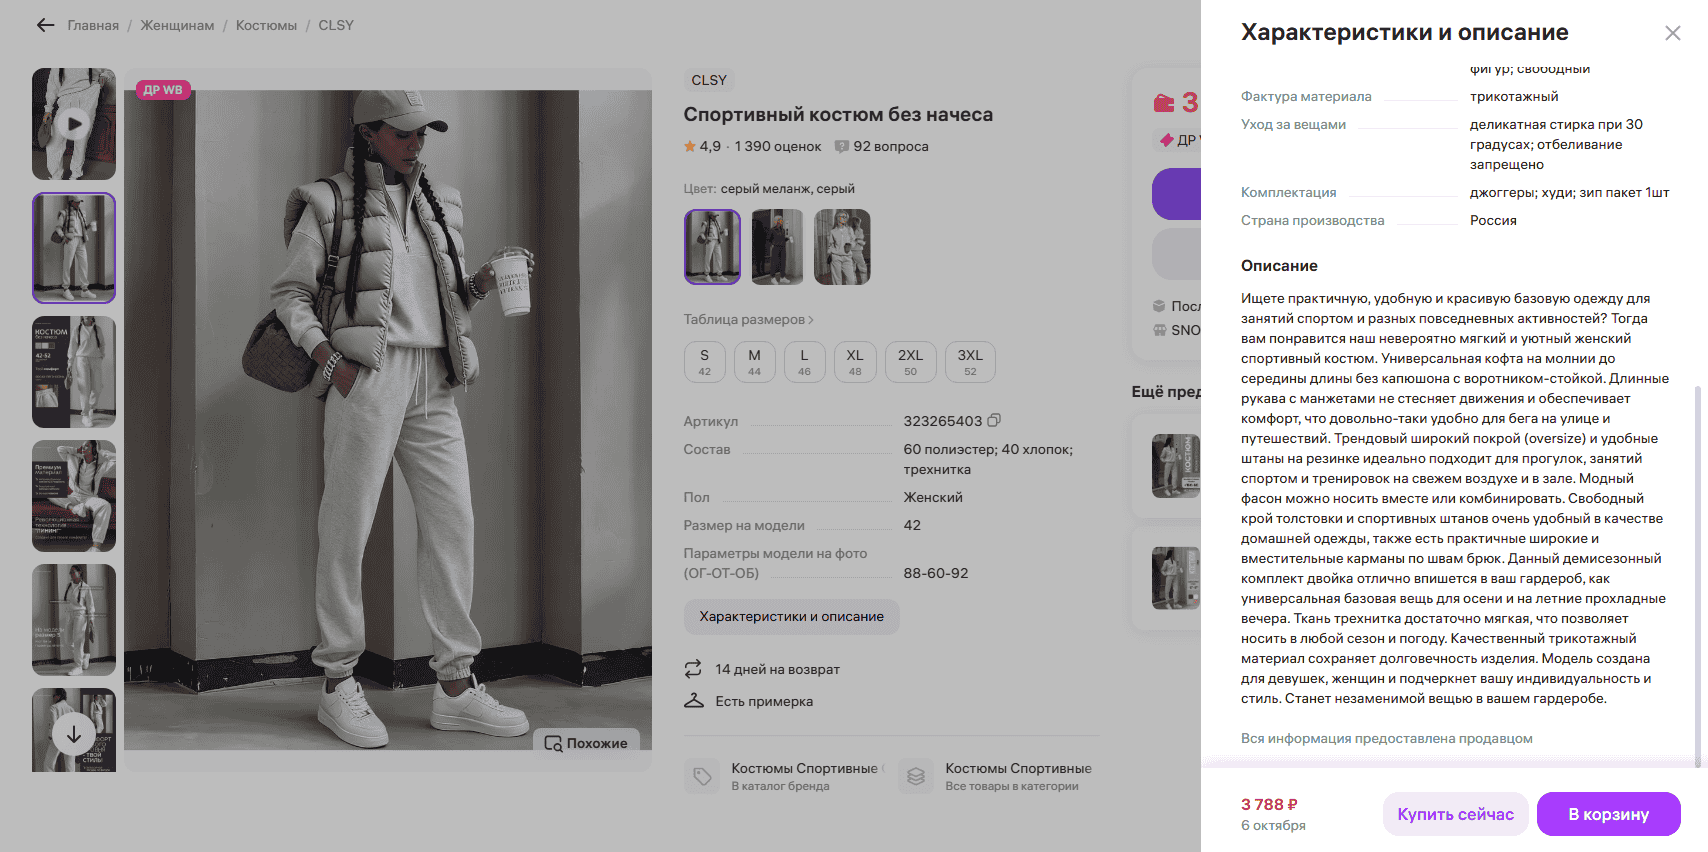 Главная / Женщинам / Костюмы / CLSY
ДР WB
КОСТЮМ
42-52
Премиум
CLSY
Спортивный костюм без начеса
4,9 · 1 390 оценок 92 вопроса
Цвет: серый меланж, серый
Таблица размеров
S M L XL 2XL 3XL
42 44 46 48 50 52
Артикул 323265403
Состав 60 полиэстер; 40 хлопок;
трехнитка
Пол Женский
Размер на модели 42
Параметры модели на фото
(ОГ-ОТ-ОБ) 88-60-92
Характеристики и описание
14 дней на возврат
Есть примерка
Похожие
Костюмы Спортивные
В каталог бренда
Костюмы Спортивные
Все товары в категории
3
ДР
Посл
SNO
Ещё пред
Характеристики и описание
фигур; свободный
Фактура материала трикотажный
Уход за вещами деликатная стирка при 30
градусах; отбеливание
запрещено
Комплектация джоггеры; худи; зип пакет 1шт
Страна производства Россия
Описание
Ищете практичную, удобную и красивую базовую одежду для
занятий спортом и разных повседневных активностей? Тогда
вам понравится наш невероятно мягкий и уютный женский
спортивный костюм. Универсальная кофта на молнии до
середины длины без капюшона с воротником-стойкой. Длинные
рукава с манжетами не стесняет движения и обеспечивает
комфорт, что довольно-таки удобно для бега на улице и
путешествий. Трендовый широкий покрой (oversize) и удобные
штаны на резинке идеально подходит для прогулок, занятий
спортом и тренировок на свежем воздухе и в зале. Модный
фасон можно носить вместе или комбинировать. Свободный
крой толстовки и спортивных штанов очень удобный в качестве
домашней одежды, также есть практичные широкие и
вместительные карманы по швам брюк. Данный демисезонный
комплект двойка отлично впишется в ваш гардероб, как
универсальная базовая вещь для осени и на летние прохладные
вечера. Ткань трехнитка достаточно мягкая, что позволяет
носить в любой сезон и погоду. Качественный трикотажный
материал сохраняет долговечность изделия. Модель создана
для девушек, женщин и подчеркнет вашу индивидуальность и
стиль. Станет незаменимой вещью в вашем гардеробе.
Вся информация предоставлена продавцом
3 788 ₽
6 октября
Купить сейчас
В корзину